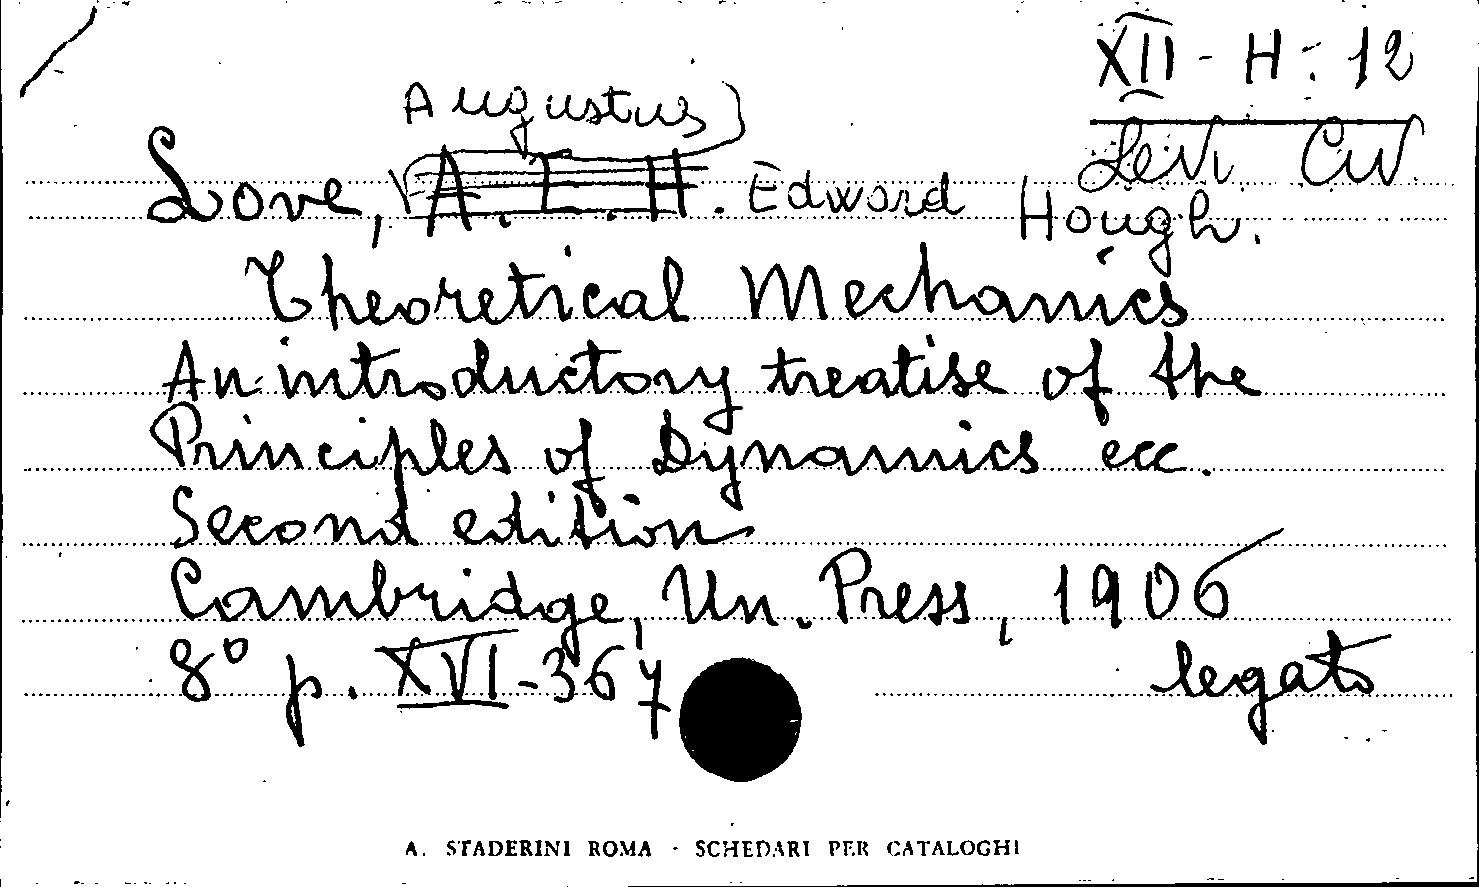 XII - H : 12
Levi Civ.
Augustus
Love, A. E. H. Edward Hough.
Theoretical Mechanics
An introductory treatise of the
Principles of Dynamics ecc.
Second edition
Cambridge, Un. Press, 1906
8° p. XVI-367
legato
A. STADERINI ROMA - SCHEDARI PER CATALOGHI